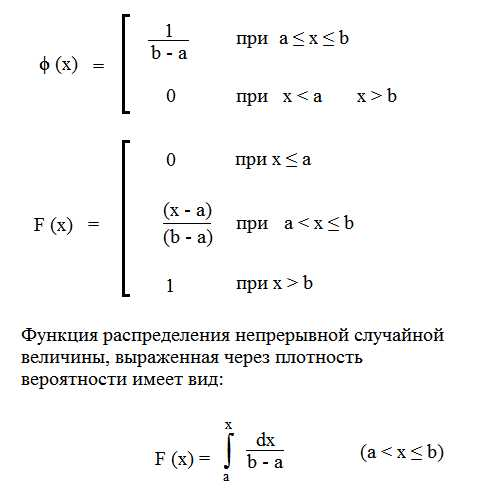 1
ϕ (x) = b - a при a ≤ x ≤ b
0 при x < a x > b
0 при x ≤ a
(x - a)
F (x) = (b - a) при a < x ≤ b
1 при x > b
Функция распределения непрерывной случайной
величины, выраженная через плотность
вероятности имеет вид:
x
F (x) = ∫ dx (a < x ≤ b)
b - a
a